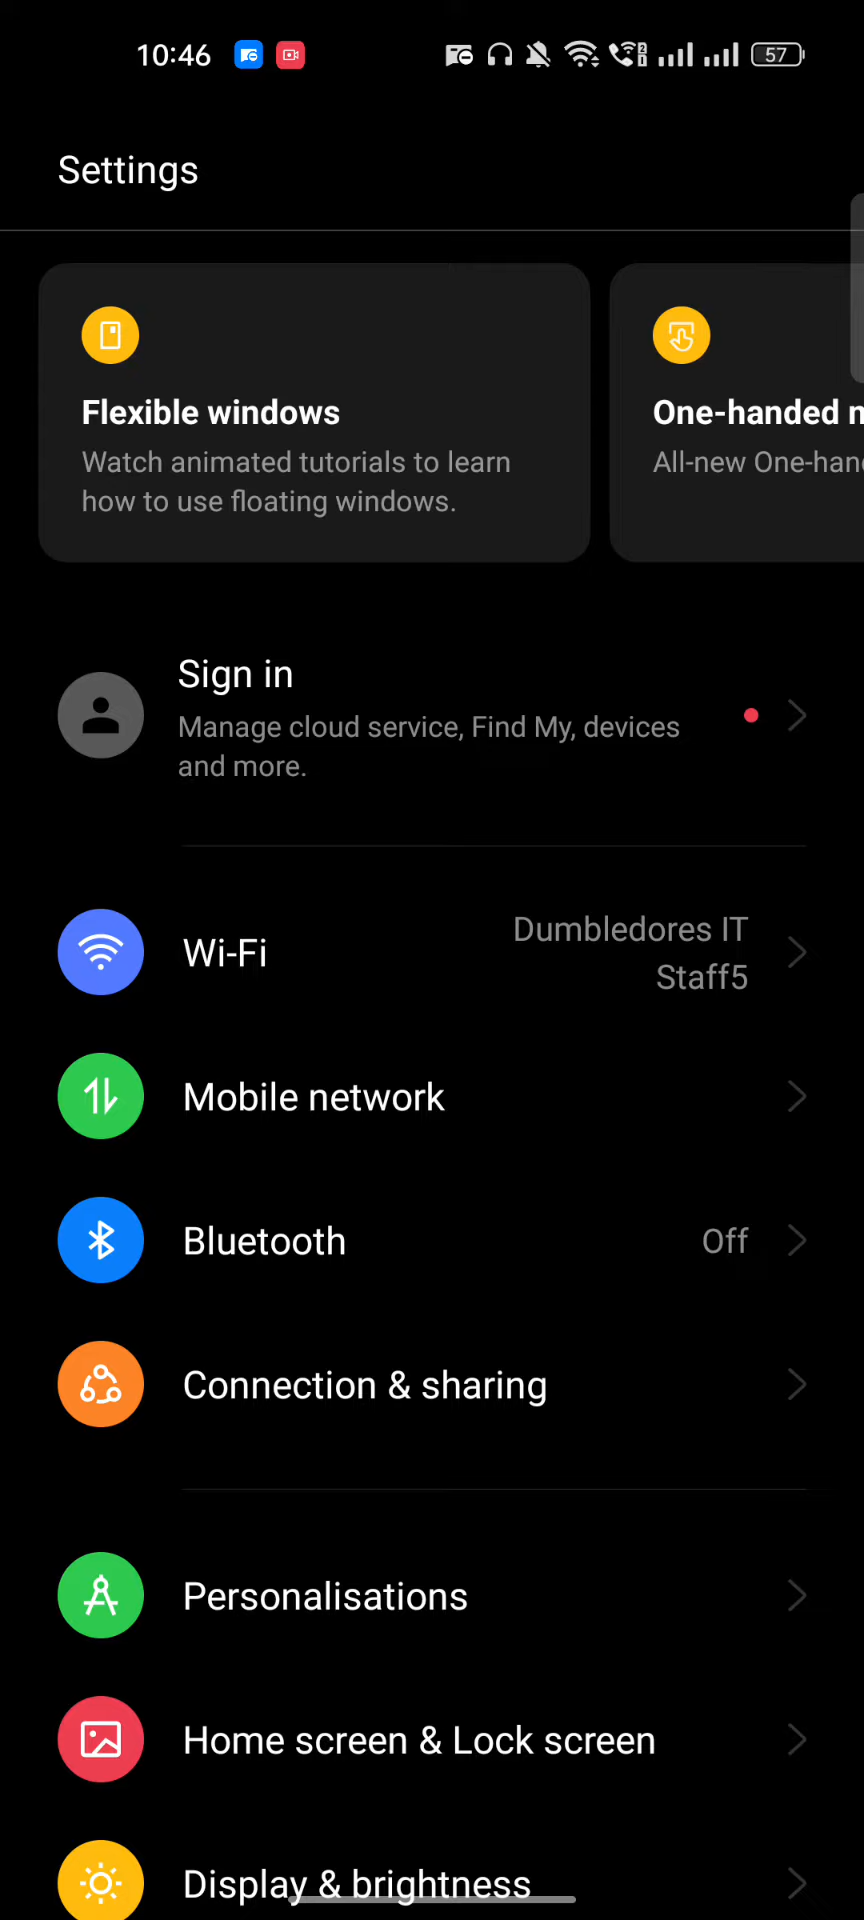 10:46
57
Settings
Flexible windows
Watch animated tutorials to learn
how to use floating windows.
One-handed
All-new
Sign in
Manage cloud service, Find My, devices
and more.
Wi-Fi
Dumbledores IT
Staff5
Mobile network
Bluetooth
Off
Connection & sharing
Personalisations
Home screen & Lock screen
Display & brightness